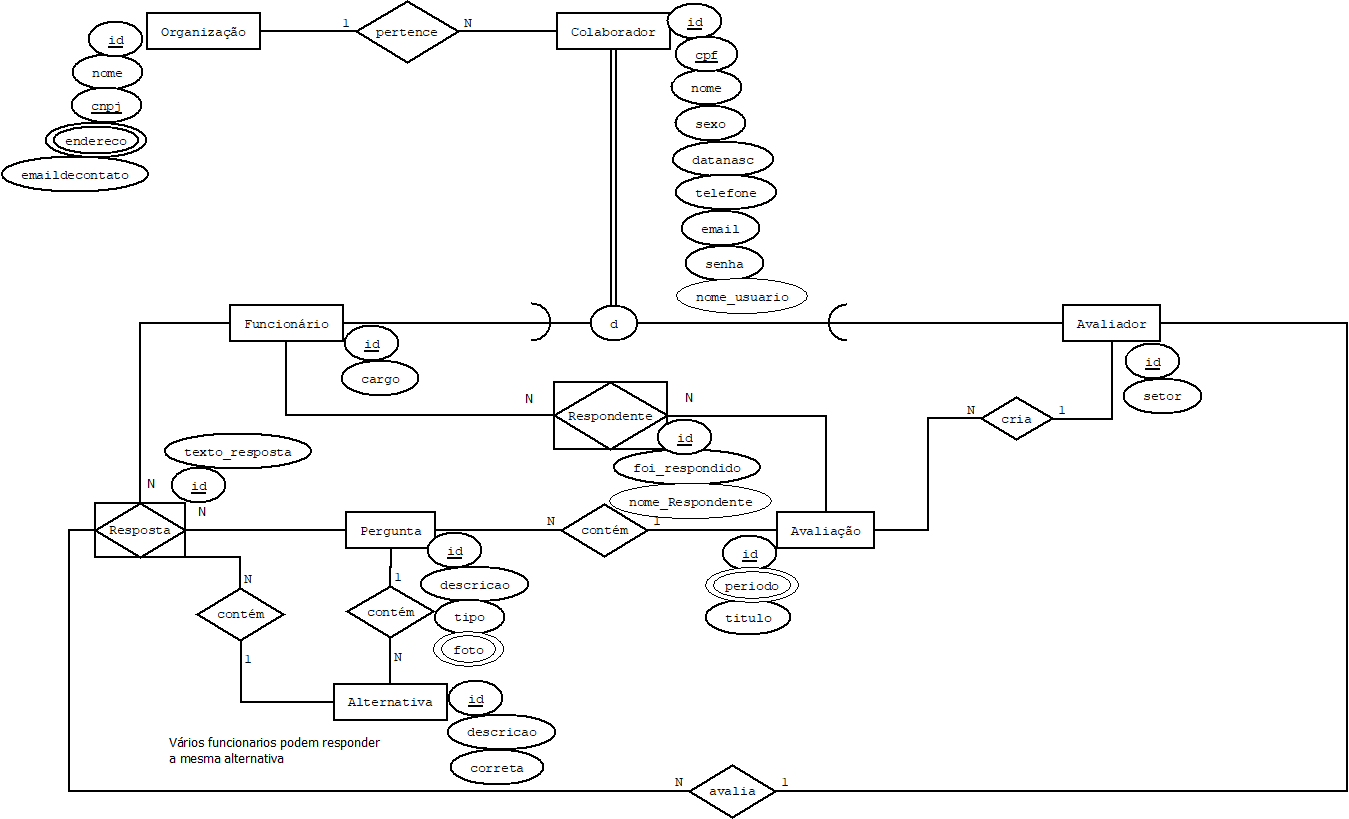 Organização
1
pertence
N
Colaborador
id
nome
cnpj
endereco
emaildecontato
id
cpf
nome
sexo
datanasc
telefone
email
senha
nome_usuario
Funcionário
d
Avaliador
id
cargo
id
setor
N
Respondente
N
id
foi_respondido
nome_Respondente
N
cria
1
texto_resposta
id
N
N
Resposta
Pergunta
N
contém
1
Avaliação
id
descricao
tipo
foto
id
periodo
titulo
N
contém
1
1
contém
N
Alternativa
id
descricao
correta
Vários funcionarios podem responder
a mesma alternativa
N
avalia
1